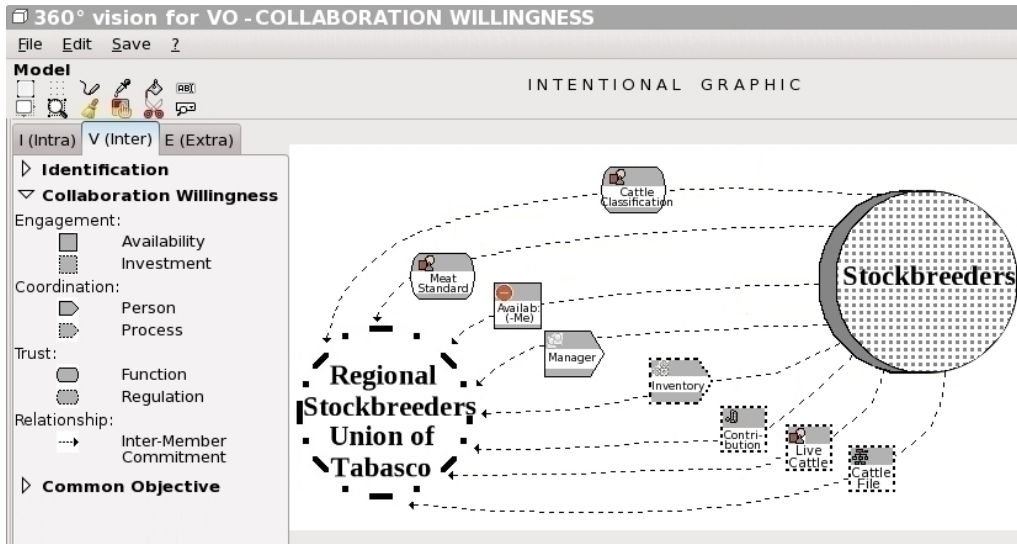 360° vision for VO - COLLABORATION WILLINGNESS
File Edit Save ?
Model
ABI
INTENTIONAL GRAPHIC
I (Intra) V (Inter) E (Extra)
Identification
Collaboration Willingness
Engagement:
Availability
Investment
Coordination:
Person
Process
Trust:
Function
Regulation
Relationship:
Inter-Member
Commitment
Common Objective
Cattle
Classification
Meat
Standard
Availab:
(-Me)
Manager
Inventory
Contri-
bution
Live
Cattle
Cattle
File
Stockbreeders
Regional
Stockbreeders
Union of
Tabasco